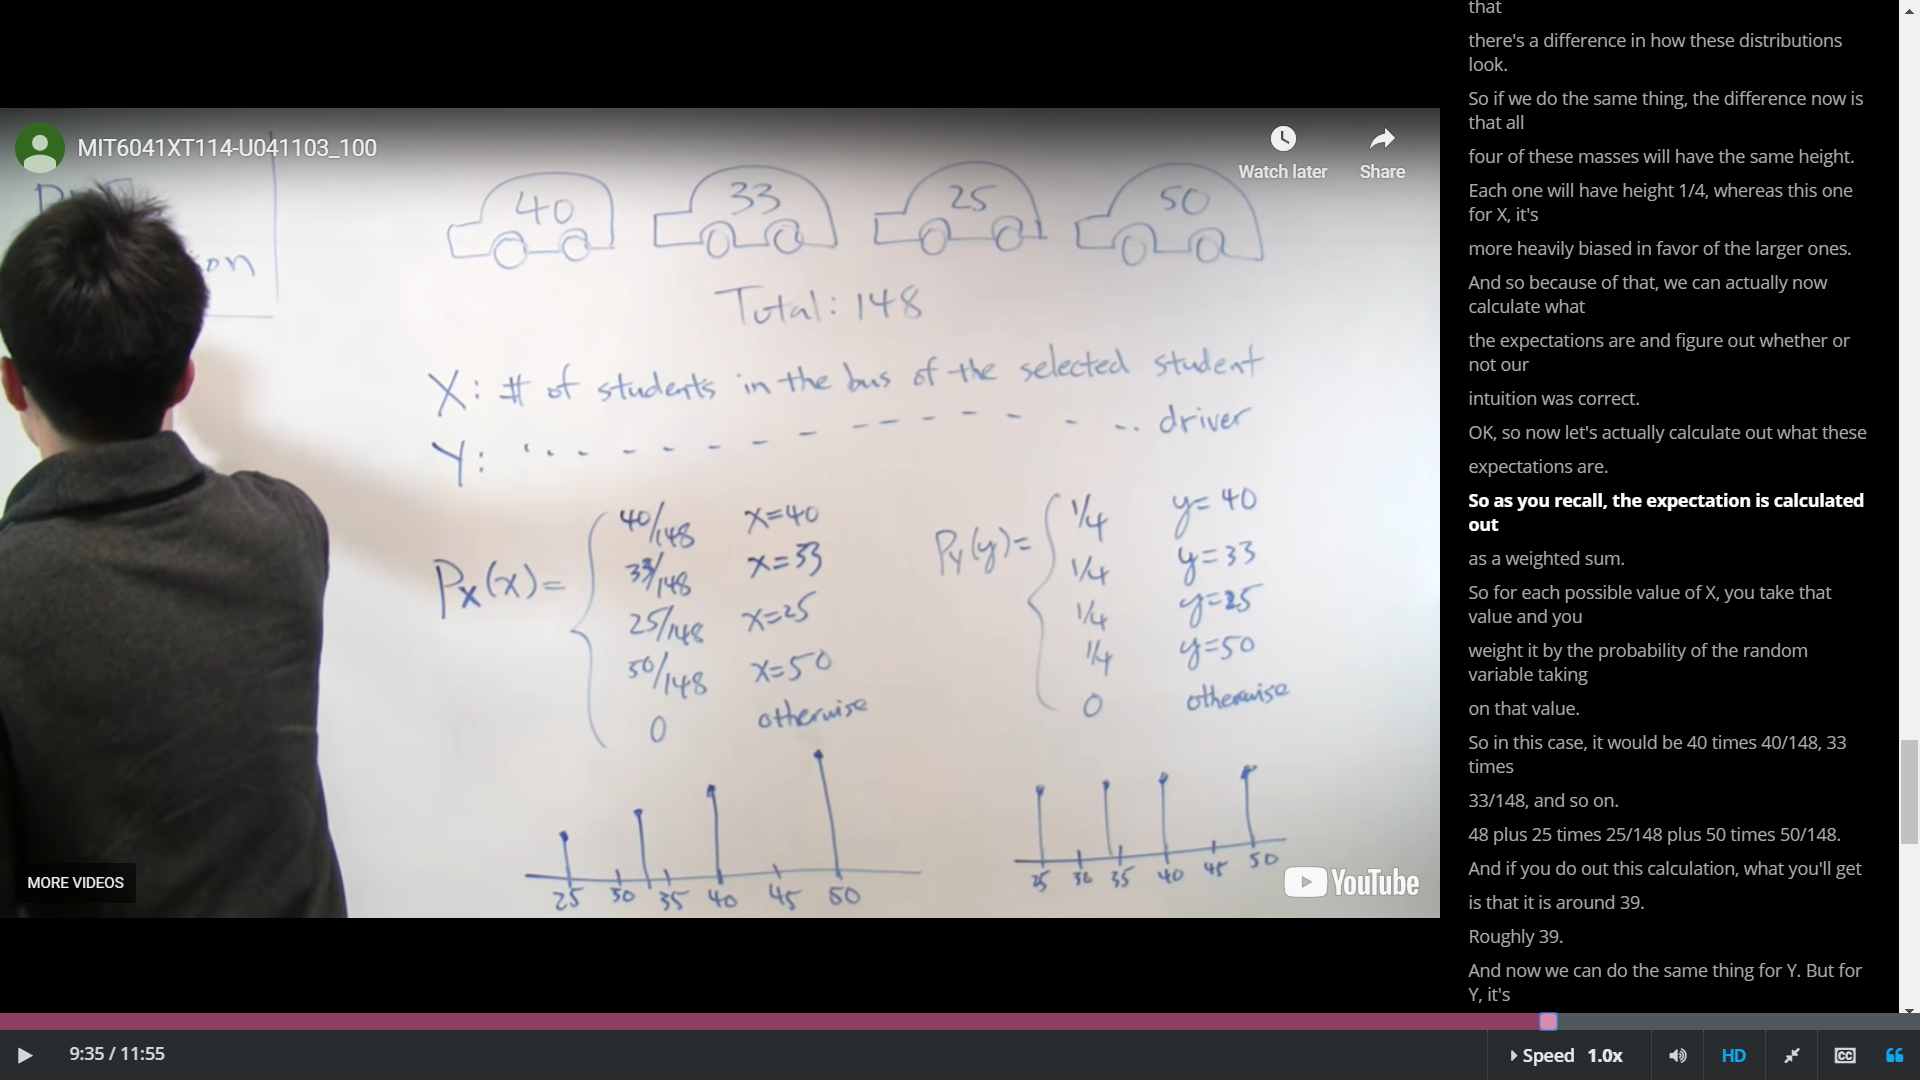 MIT6041XT114-U041103_100
Watch later
Share
on
40
33
25
50
Total: 148
X: # of students in the bus of the selected student
Y: driver
Px(x)=
40/148 x=40
33/148 x=33
25/148 x=25
50/148 x=50
0 otherwise
PY(y)=
1/4 y=40
1/4 y=33
1/4 y=25
1/4 y=50
0 otherwise
25 30 35 40 45 50
25 30 35 40 45 50
MORE VIDEOS
YouTube
that
there's a difference in how these distributions
look.
So if we do the same thing, the difference now is
that all
four of these masses will have the same height.
Each one will have height 1/4, whereas this one
for X, it's
more heavily biased in favor of the larger ones.
And so because of that, we can actually now
calculate what
the expectations are and figure out whether or
not our
intuition was correct.
OK, so now let's actually calculate out what these
expectations are.
So as you recall, the expectation is calculated
out
as a weighted sum.
So for each possible value of X, you take that
value and you
weight it by the probability of the random
variable taking
on that value.
So in this case, it would be 40 times 40/148, 33
times
33/148, and so on.
48 plus 25 times 25/148 plus 50 times 50/148.
And if you do out this calculation, what you'll get
is that it is around 39.
Roughly 39.
And now we can do the same thing for Y. But for
Y, it's
9:35 / 11:55
Speed 1.0x
HD
CC